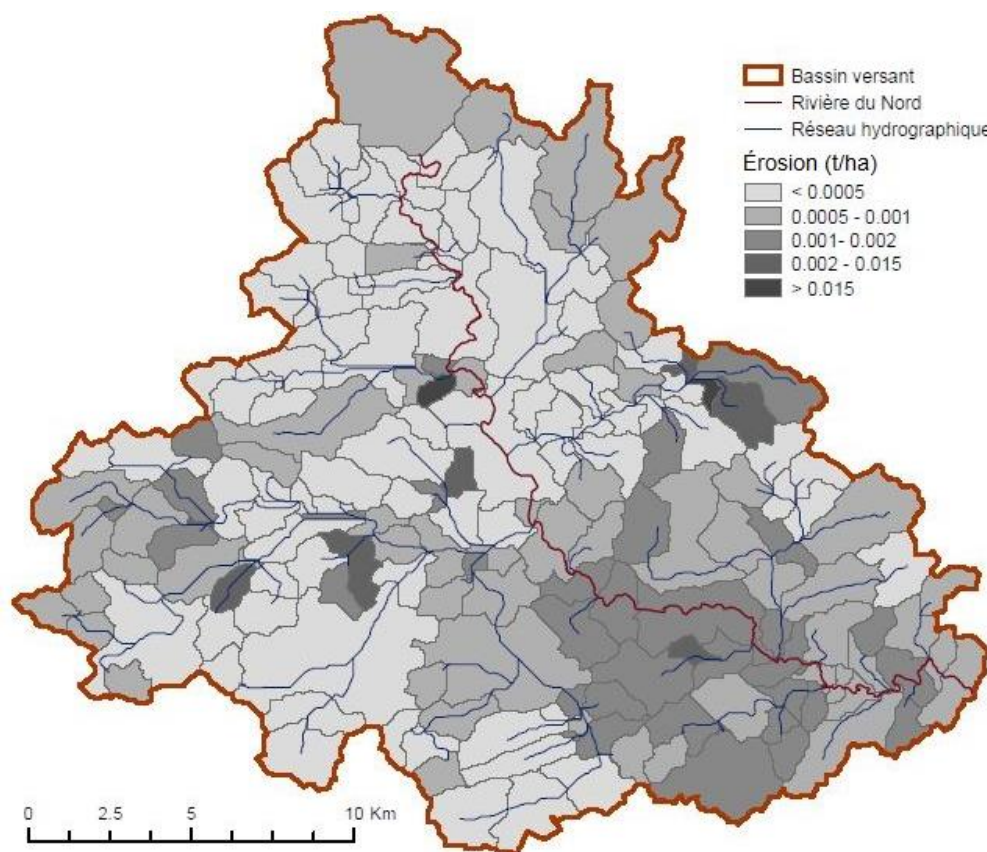 Bassin versant
Rivière du Nord
Réseau hydrographique
Érosion (t/ha)
< 0.0005
0.0005 - 0.001
0.001- 0.002
0.002 - 0.015
> 0.015
0 2.5 5 10 Km